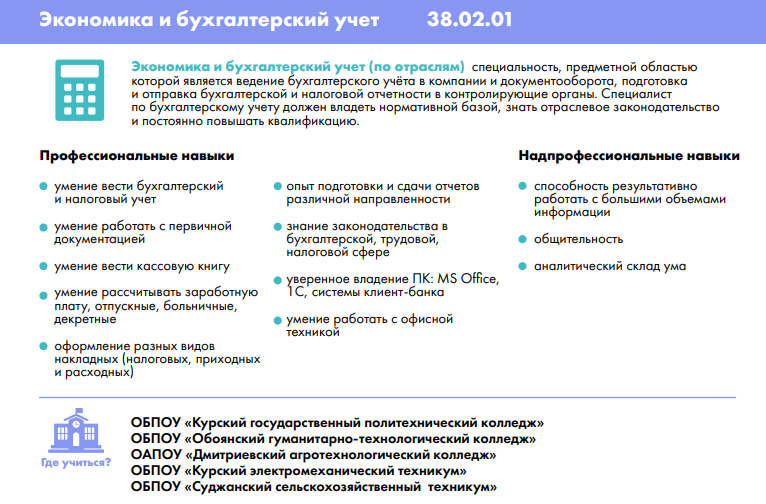 Экономика и бухгалтерский учет 38.02.01
Экономика и бухгалтерский учет (по отраслям) специальность, предметной областью
которой является ведение бухгалтерского учёта в компании и документооборота, подготовка
и отправка бухгалтерской и налоговой отчетности в контролирующие органы. Специалист
по бухгалтерскому учету должен владеть нормативной базой, знать отраслевое законодательство
и постоянно повышать квалификацию.
Профессиональные навыки
умение вести бухгалтерский
и налоговый учет
умение работать с первичной
документацией
умение вести кассовую книгу
умение рассчитывать заработную
плату, отпускные, больничные,
декретные
оформление разных видов
накладных (налоговых, приходных
и расходных)
опыт подготовки и сдачи отчетов
различной направленности
знание законодательства в
бухгалтерской, трудовой,
налоговой сфере
уверенное владение ПК: MS Office,
1С, системы клиент-банка
умение работать с офисной
техникой
Надпрофессиональные навыки
способность результативно
работать с большими объемами
информации
общительность
аналитический склад ума
Где учиться?
ОБПОУ «Курский государственный политехнический колледж»
ОБПОУ «Обоянский гуманитарно-технологический колледж»
ОАПОУ «Дмитриевский агротехнологический колледж»
ОБПОУ «Курский электромеханический техникум»
ОБПОУ «Суджанский сельскохозяйственный техникум»